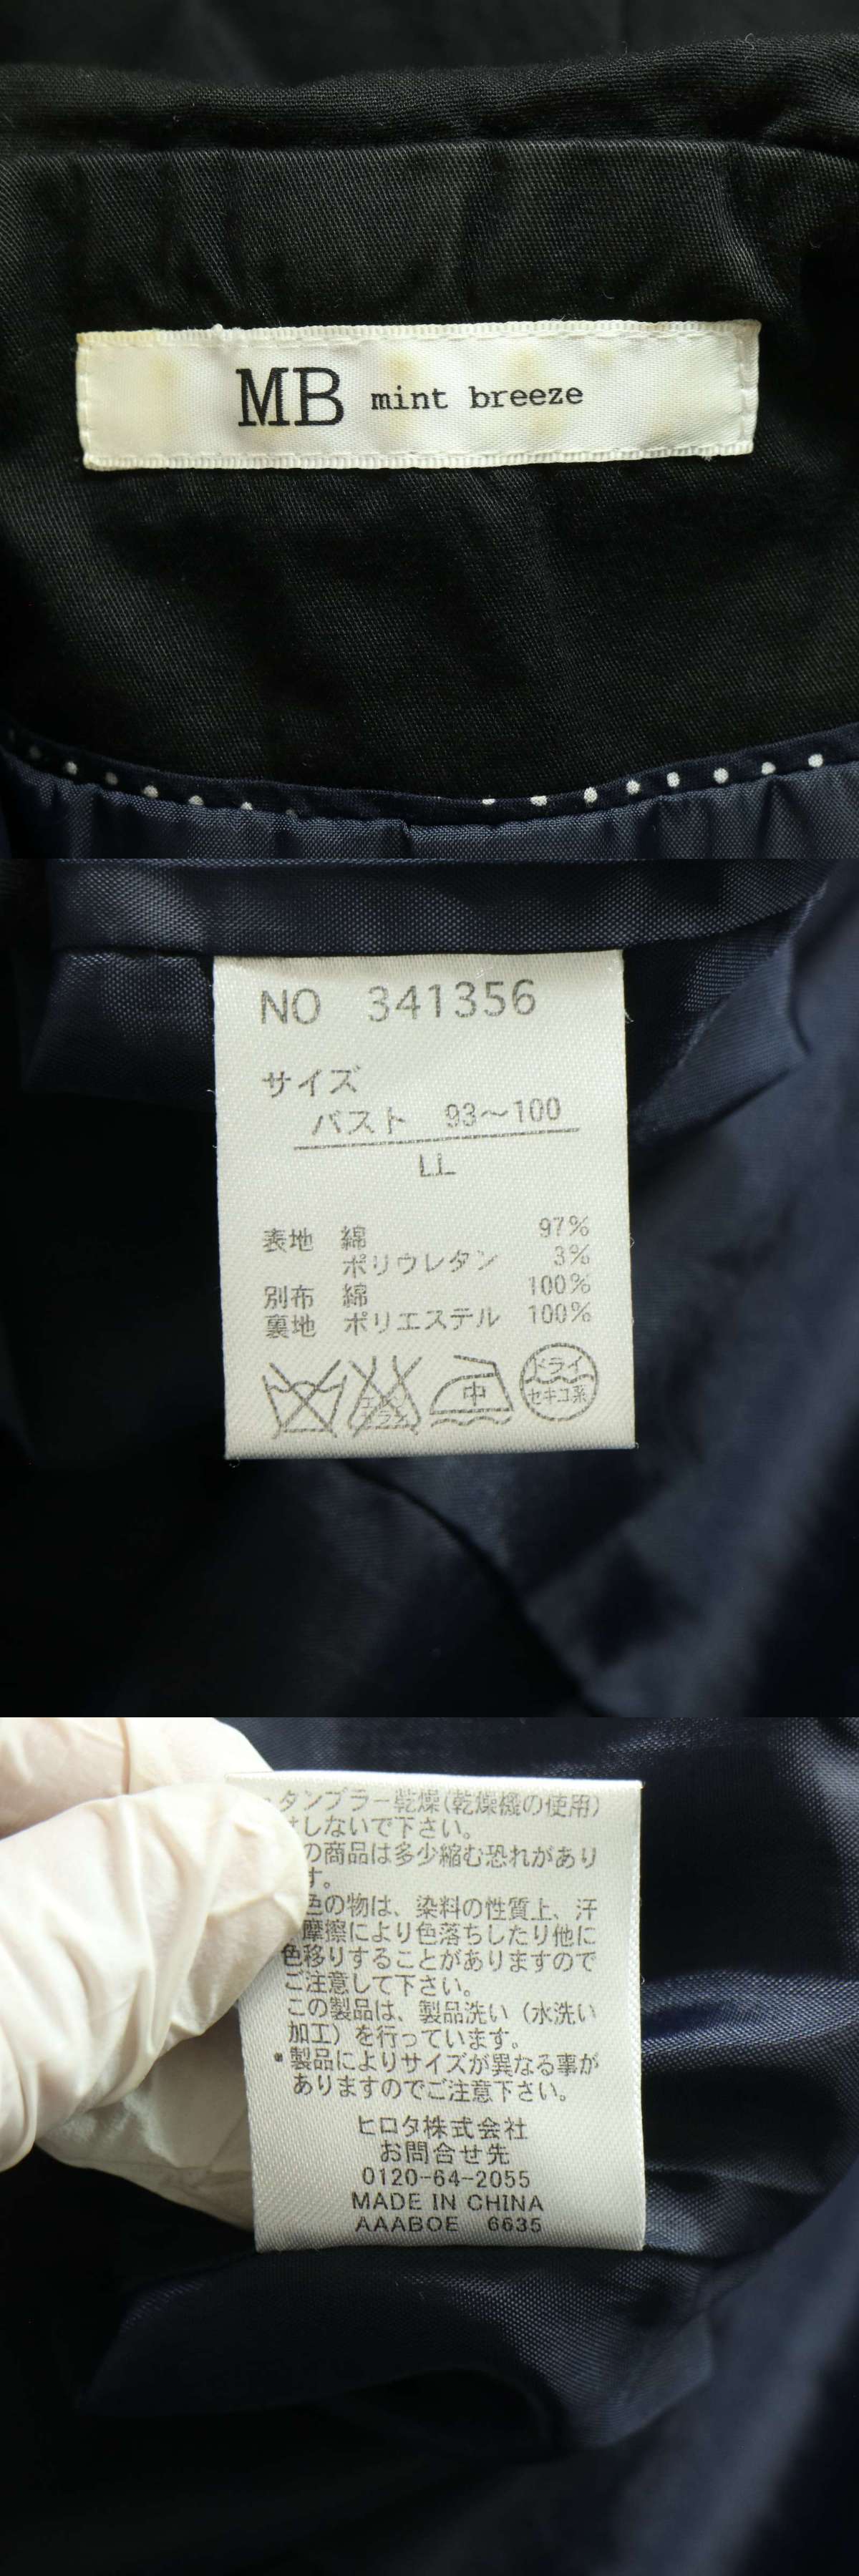 MB mint breeze
NO 341356
サイズ
バスト 93～100
LL
表地 綿 97%
ポリウレタン 3%
別布 綿 100%
裏地 ポリエステル 100%
中
ドライ
セキユ系
タンブラー乾燥(乾燥機の使用)
はしないで下さい。
の商品は多少縮む恐れがあり
す。
色の物は、染料の性質上、汗
摩擦により色落ちしたり他に
色移りすることがありますので
ご注意して下さい。
この製品は、製品洗い（水洗い
加工）を行っています。
*製品によりサイズが異なる事が
ありますのでご注意下さい。
ヒロタ株式会社
お問合せ先
0120-64-2055
MADE IN CHINA
AAABOE 6635